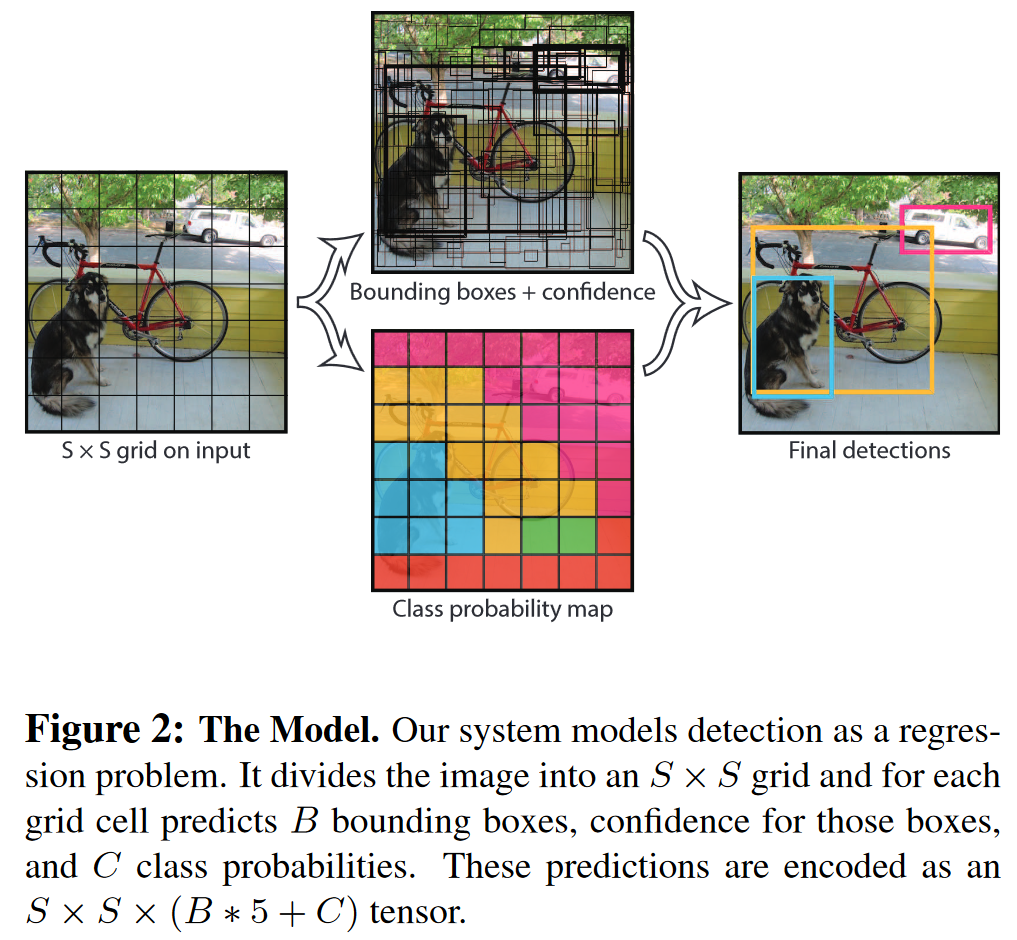 Bounding boxes + confidence
S × S grid on input
Final detections
Class probability map
Figure 2: The Model. Our system models detection as a regres-
sion problem. It divides the image into an S × S grid and for each
grid cell predicts B bounding boxes, confidence for those boxes,
and C class probabilities. These predictions are encoded as an
S × S × (B ∗ 5 + C) tensor.